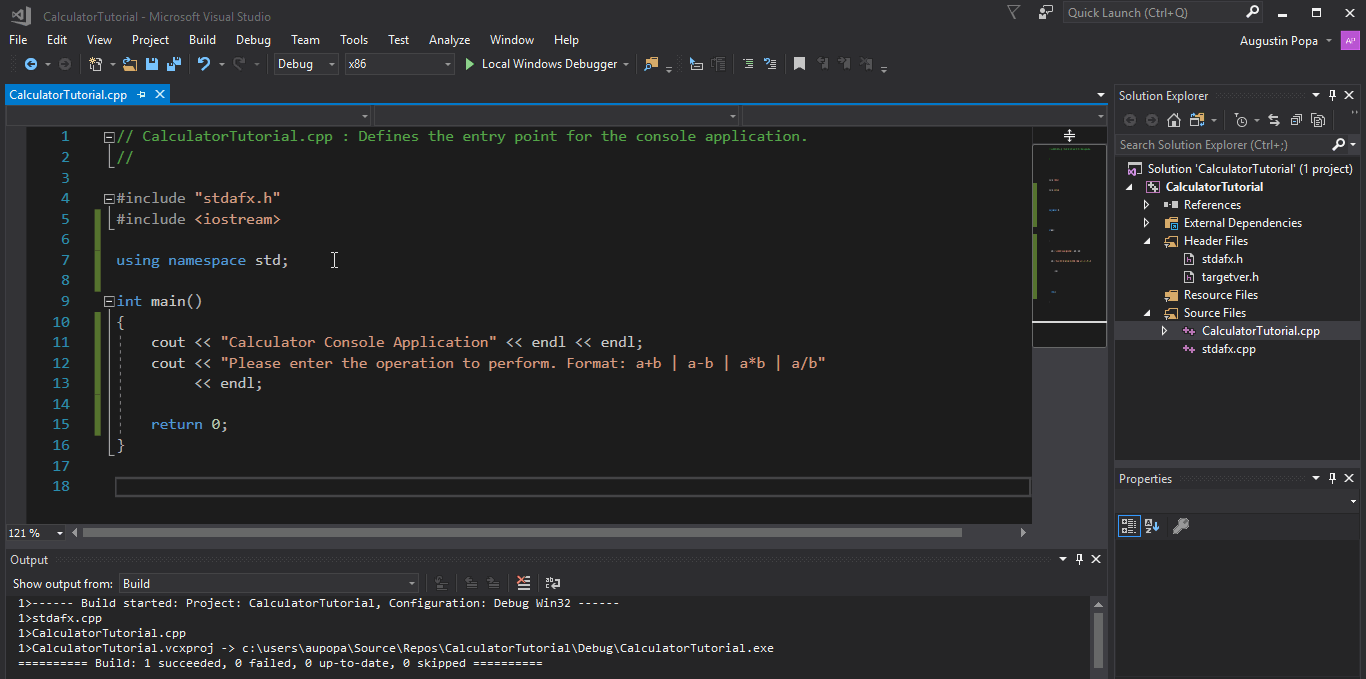 CalculatorTutorial - Microsoft Visual Studio
Quick Launch (Ctrl+Q)
File Edit View Project Build Debug Team Tools Test Analyze Window Help
Augustin Popa AP
Debug x86 Local Windows Debugger
CalculatorTutorial.cpp
1 // CalculatorTutorial.cpp : Defines the entry point for the console application.
2 //
3
4 #include "stdafx.h"
5 #include <iostream>
6
7 using namespace std;
8
9 int main()
10 {
11 cout << "Calculator Console Application" << endl << endl;
12 cout << "Please enter the operation to perform. Format: a+b | a-b | a*b | a/b"
13 << endl;
14
15 return 0;
16 }
17
18
121 %
Output
Show output from: Build
1>------ Build started: Project: CalculatorTutorial, Configuration: Debug Win32 ------
1>stdafx.cpp
1>CalculatorTutorial.cpp
1>CalculatorTutorial.vcxproj -> c:\users\aupopa\Source\Repos\CalculatorTutorial\Debug\CalculatorTutorial.exe
========== Build: 1 succeeded, 0 failed, 0 up-to-date, 0 skipped ==========
Solution Explorer
Search Solution Explorer (Ctrl+;)
Solution 'CalculatorTutorial' (1 project)
CalculatorTutorial
References
External Dependencies
Header Files
stdafx.h
targetver.h
Resource Files
Source Files
CalculatorTutorial.cpp
stdafx.cpp
Properties